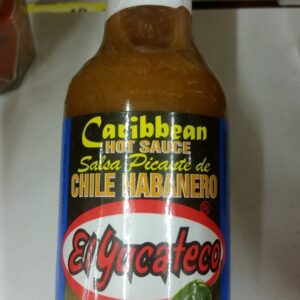 Caribbean
HOT SAUCE
Salsa Picante de
CHILE HABANERO
®
El Yucateco